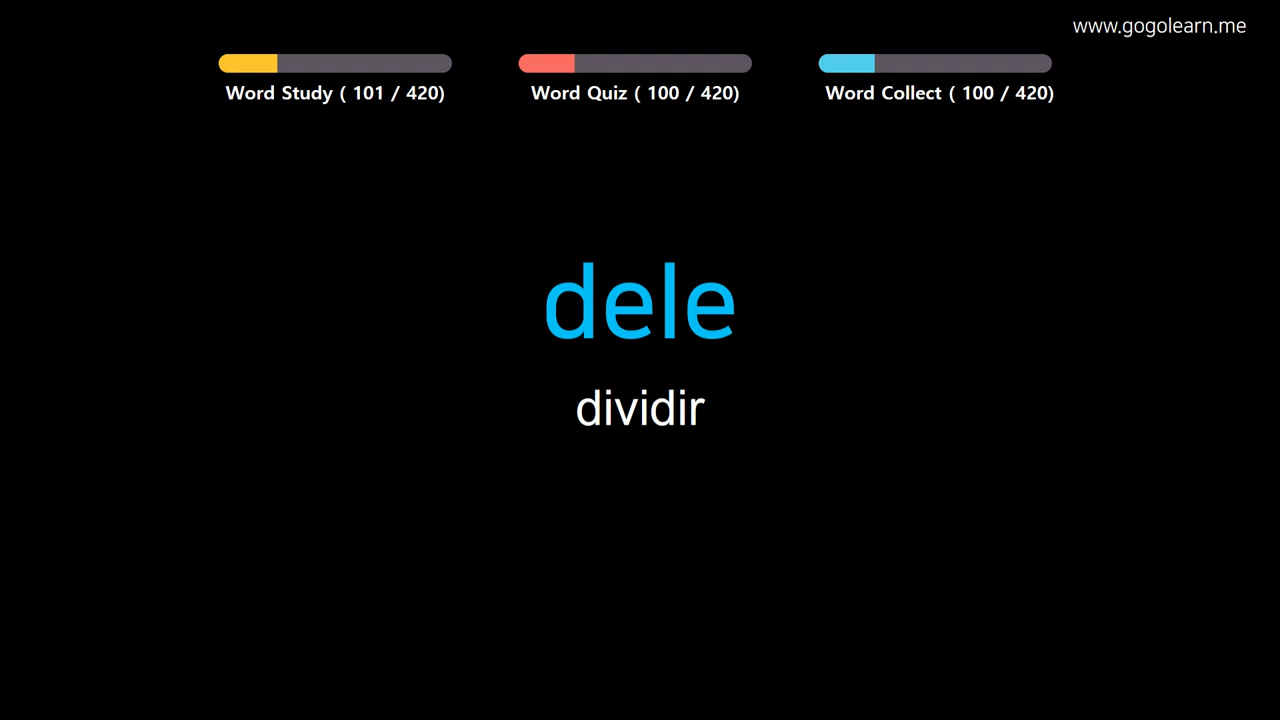 www.gogolearn.me
Word Study ( 101 / 420)
Word Quiz ( 100 / 420)
Word Collect ( 100 / 420)
dele
dividir